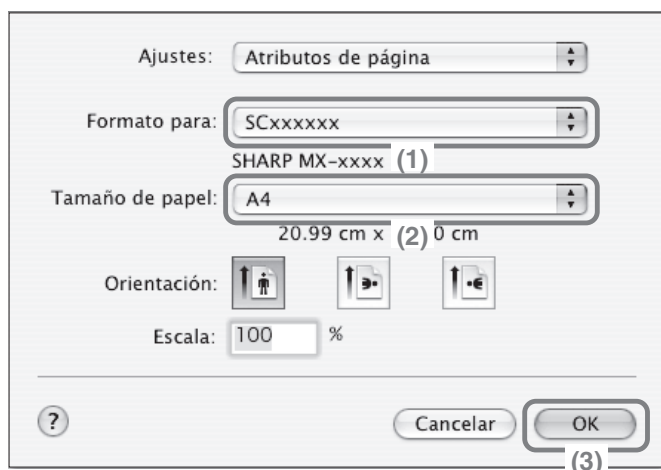 Ajustes: Atributos de página
Formato para: SCxxxxxx
SHARP MX-xxxx (1)
Tamaño de papel: A4
20.99 cm x (2) 0 cm
Orientación:
Escala: 100 %
? Cancelar OK
(3)